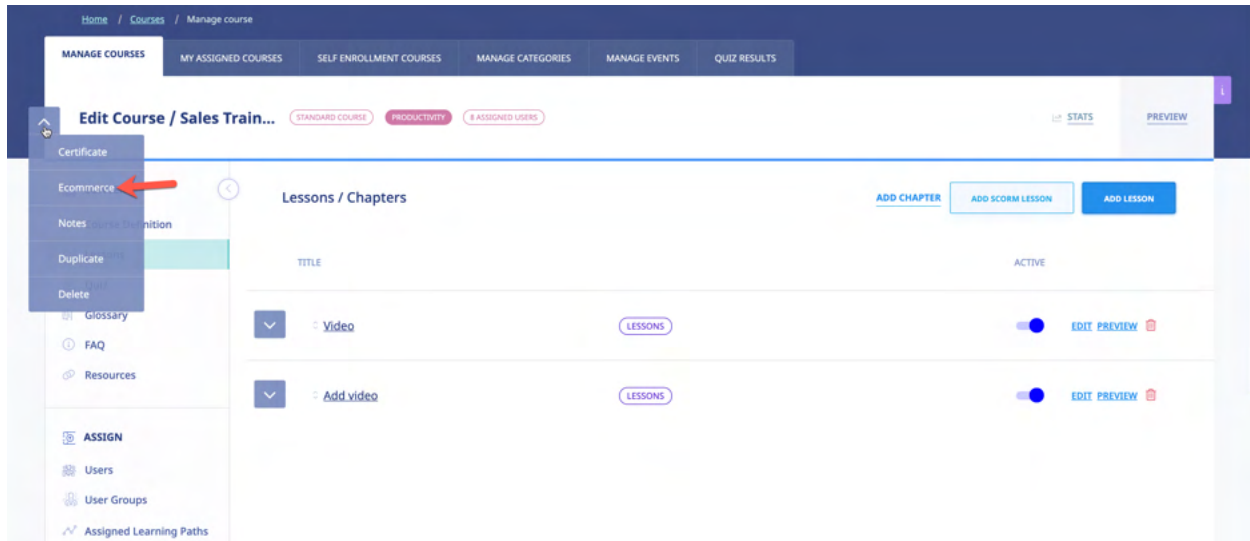 Home / Courses / Manage course
MANAGE COURSES MY ASSIGNED COURSES SELF ENROLLMENT COURSES MANAGE CATEGORIES MANAGE EVENTS QUIZ RESULTS
i
Edit Course / Sales Train... STANDARD COURSE PRODUCTIVITY 8 ASSIGNED USERS STATS PREVIEW
Certificate
Ecommerce
Notes
Duplicate
Delete
Glossary
FAQ
Resources
ASSIGN
Users
User Groups
Assigned Learning Paths
Lessons / Chapters ADD CHAPTER ADD SCORM LESSON ADD LESSON
TITLE ACTIVE
Video LESSONS EDIT PREVIEW
Add video LESSONS EDIT PREVIEW